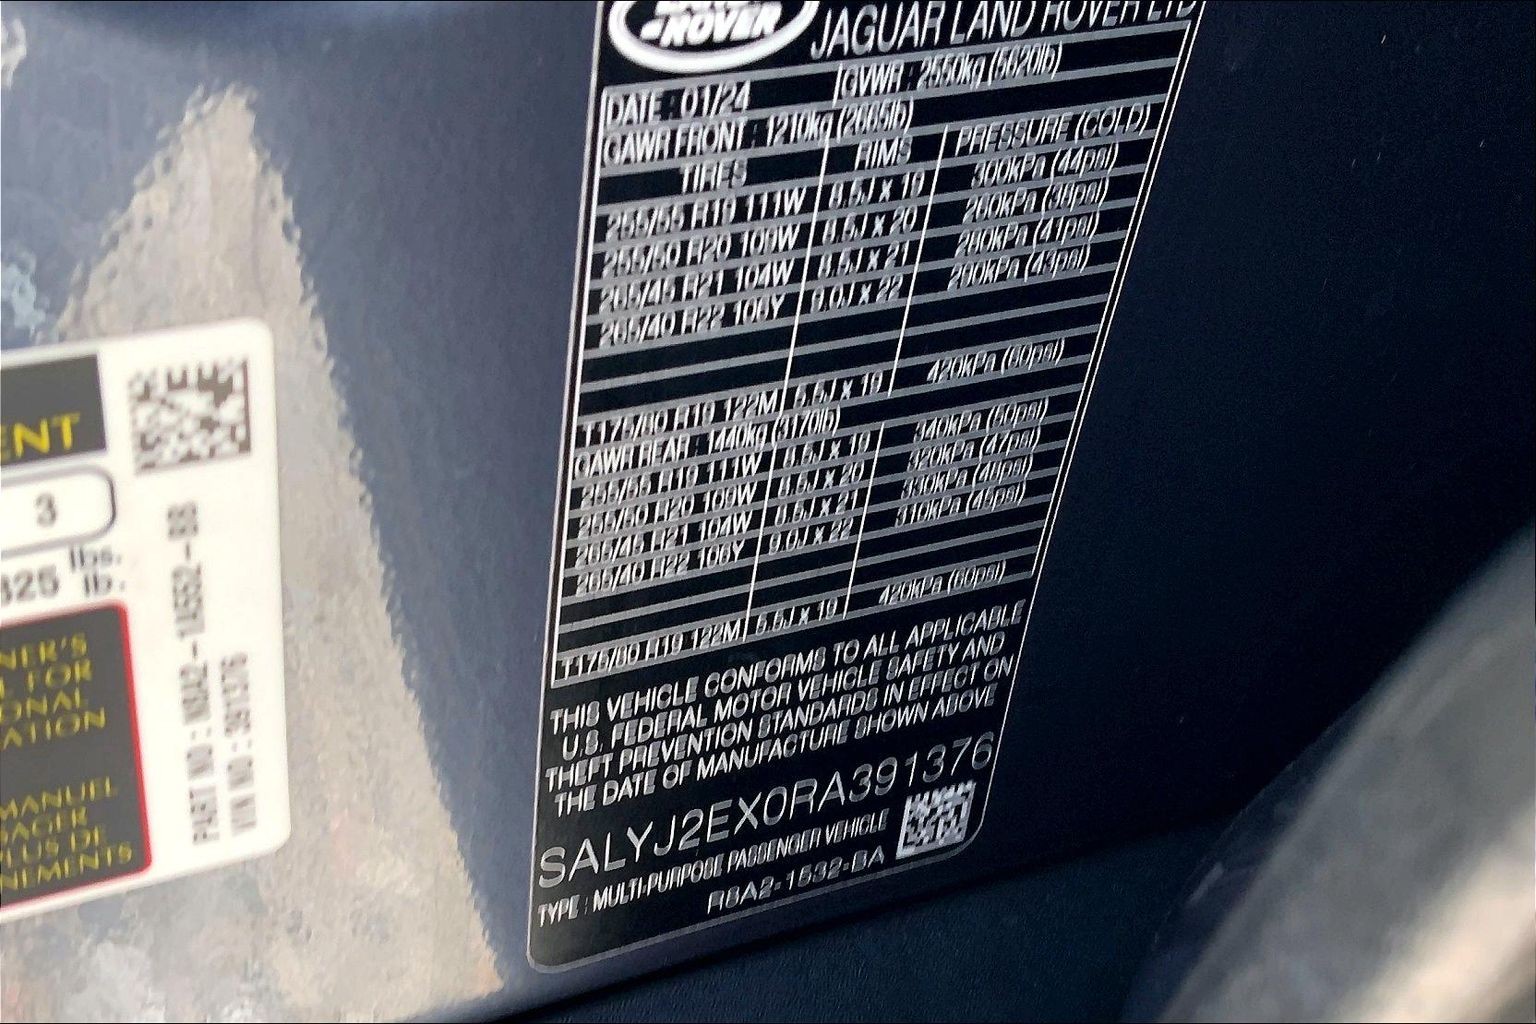 ROVER
JAGUAR LAND ROVER LTD
DATE : 01/24 GVWR : 2550kg (5620lb)
GAWR FRONT : 1210kg (2665lb)
TIRES RIMS PRESSURE (COLD)
255/55 R19 111W 8.5J x 19 300kPa (44psi)
255/50 R20 109W 8.5J x 20 260kPa (38psi)
265/45 R21 104W 8.5J x 21 280kPa (41psi)
265/40 R22 106Y 9.0J x 22 290kPa (43psi)
T175/80 R19 122M 5.5J x 19 420kPa (60psi)
GAWR REAR : 1440kg (3170lb)
255/55 R19 111W 8.5J x 19 340kPa (50psi)
255/50 R20 109W 8.5J x 20 320kPa (47psi)
265/45 R21 104W 8.5J x 21 330kPa (48psi)
265/40 R22 106Y 9.0J x 22 310kPa (45psi)
T175/80 R19 122M 5.5J x 19 420kPa (60psi)
THIS VEHICLE CONFORMS TO ALL APPLICABLE
U.S. FEDERAL MOTOR VEHICLE SAFETY AND
THEFT PREVENTION STANDARDS IN EFFECT ON
THE DATE OF MANUFACTURE SHOWN ABOVE
SALYJ2EX0RA391376
TYPE : MULTI-PURPOSE PASSENGER VEHICLE
R8A2-1532-BA
ENT
3
825 lbs.
lb.
NER'S
L FOR
ONAL
ATION
MANUEL
AGER
PLUS DE
NEMENTS
PART NO : 
VIN NO : 391376